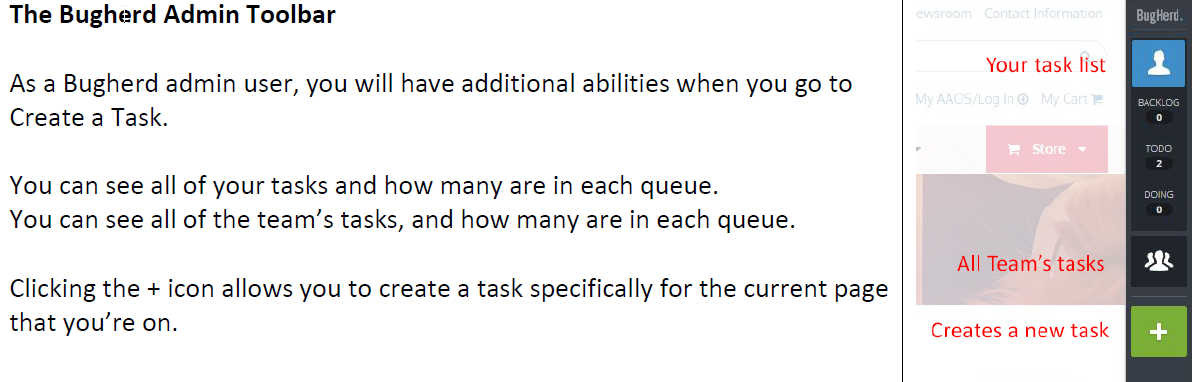 The Bugherd Admin Toolbar
As a Bugherd admin user, you will have additional abilities when you go to
Create a Task.
You can see all of your tasks and how many are in each queue.
You can see all of the team’s tasks, and how many are in each queue.
Clicking the + icon allows you to create a task specifically for the current page
that you’re on.
ewsroom Contact Information
Your task list
My AAOS/Log In My Cart
Store
All Team’s tasks
Creates a new task
BugHerd.
BACKLOG
0
TODO
2
DOING
0
+